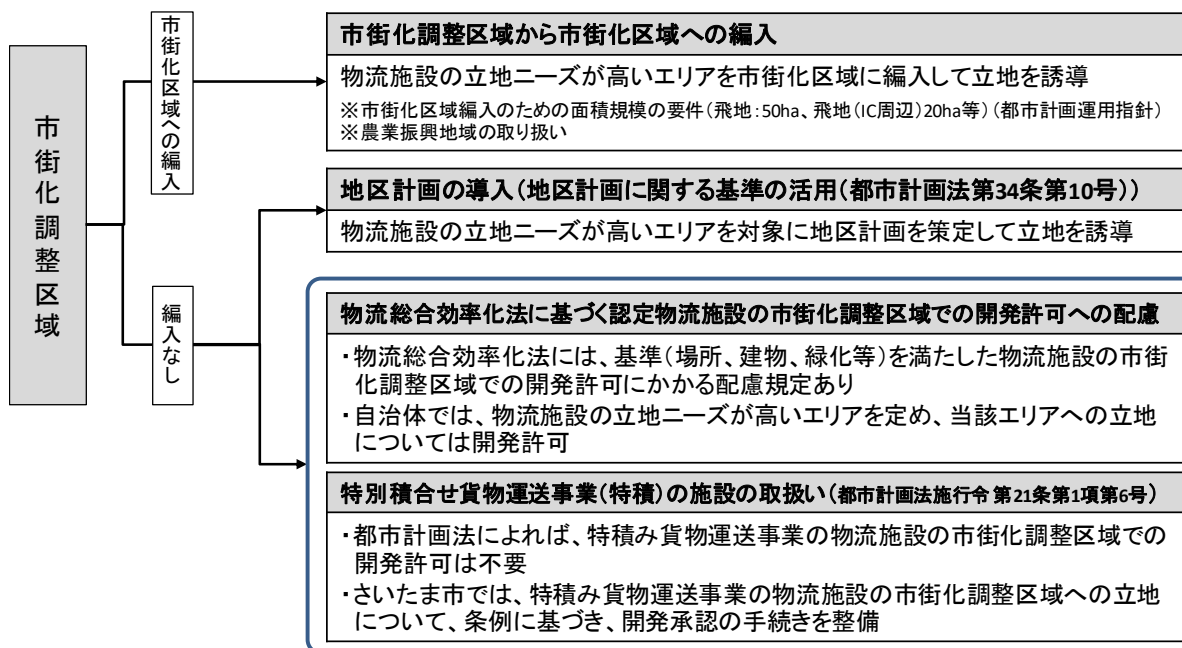 市街化調整区域
市街化区域への編入
編入なし
市街化調整区域から市街化区域への編入
物流施設の立地ニーズが高いエリアを市街化区域に編入して立地を誘導
※市街化区域編入のための面積規模の要件（飛地：50ha、飛地（IC周辺）20ha等）（都市計画運用指針）
※農業振興地域の取り扱い
地区計画の導入（地区計画に関する基準の活用（都市計画法第34条第10号））
物流施設の立地ニーズが高いエリアを対象に地区計画を策定して立地を誘導
物流総合効率化法に基づく認定物流施設の市街化調整区域での開発許可への配慮
・物流総合効率化法には、基準（場所、建物、緑化等）を満たした物流施設の市街
化調整区域での開発許可にかかる配慮規定あり
・自治体では、物流施設の立地ニーズが高いエリアを定め、当該エリアへの立地
については開発許可
特別積合せ貨物運送事業（特積）の施設の取扱い（都市計画法施行令 第21条第1項第6号）
・都市計画法によれば、特積み貨物運送事業の物流施設の市街化調整区域での
開発許可は不要
・さいたま市では、特積み貨物運送事業の物流施設の市街化調整区域への立地
について、条例に基づき、開発承認の手続きを整備